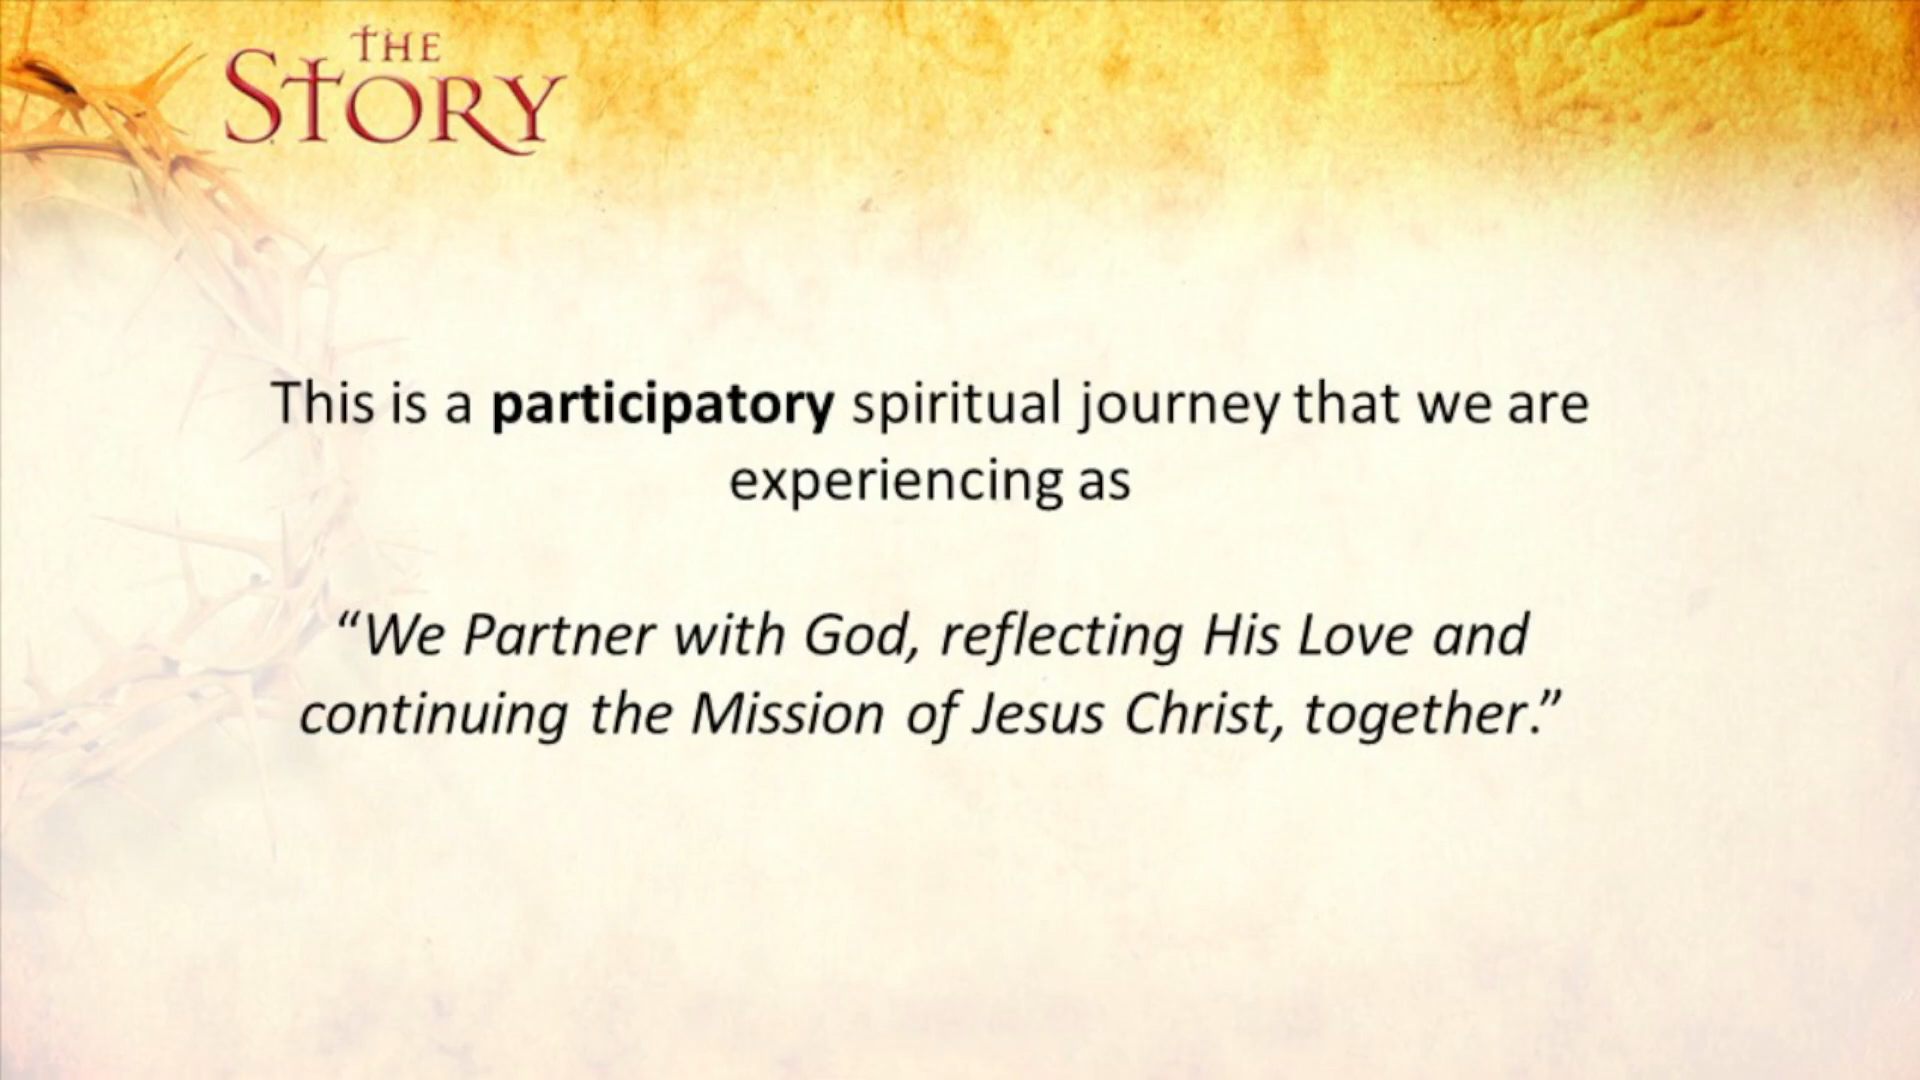 THE
STORY
This is a participatory spiritual journey that we are
experiencing as
“We Partner with God, reflecting His Love and
continuing the Mission of Jesus Christ, together.”